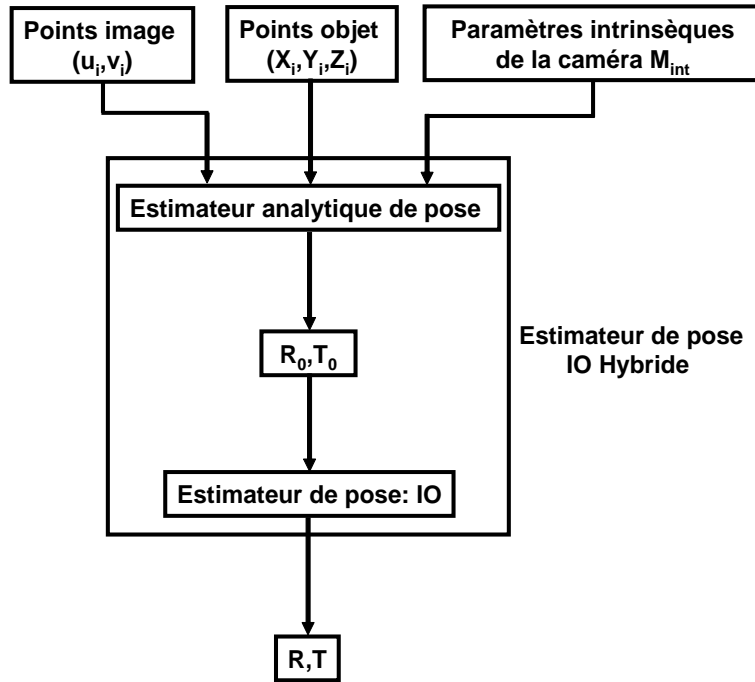 Points image
(uᵢ,vᵢ)
Points objet
(Xᵢ,Yᵢ,Zᵢ)
Paramètres intrinsèques
de la caméra M_int
Estimateur analytique de pose
R₀,T₀
Estimateur de pose
IO Hybride
Estimateur de pose: IO
R,T